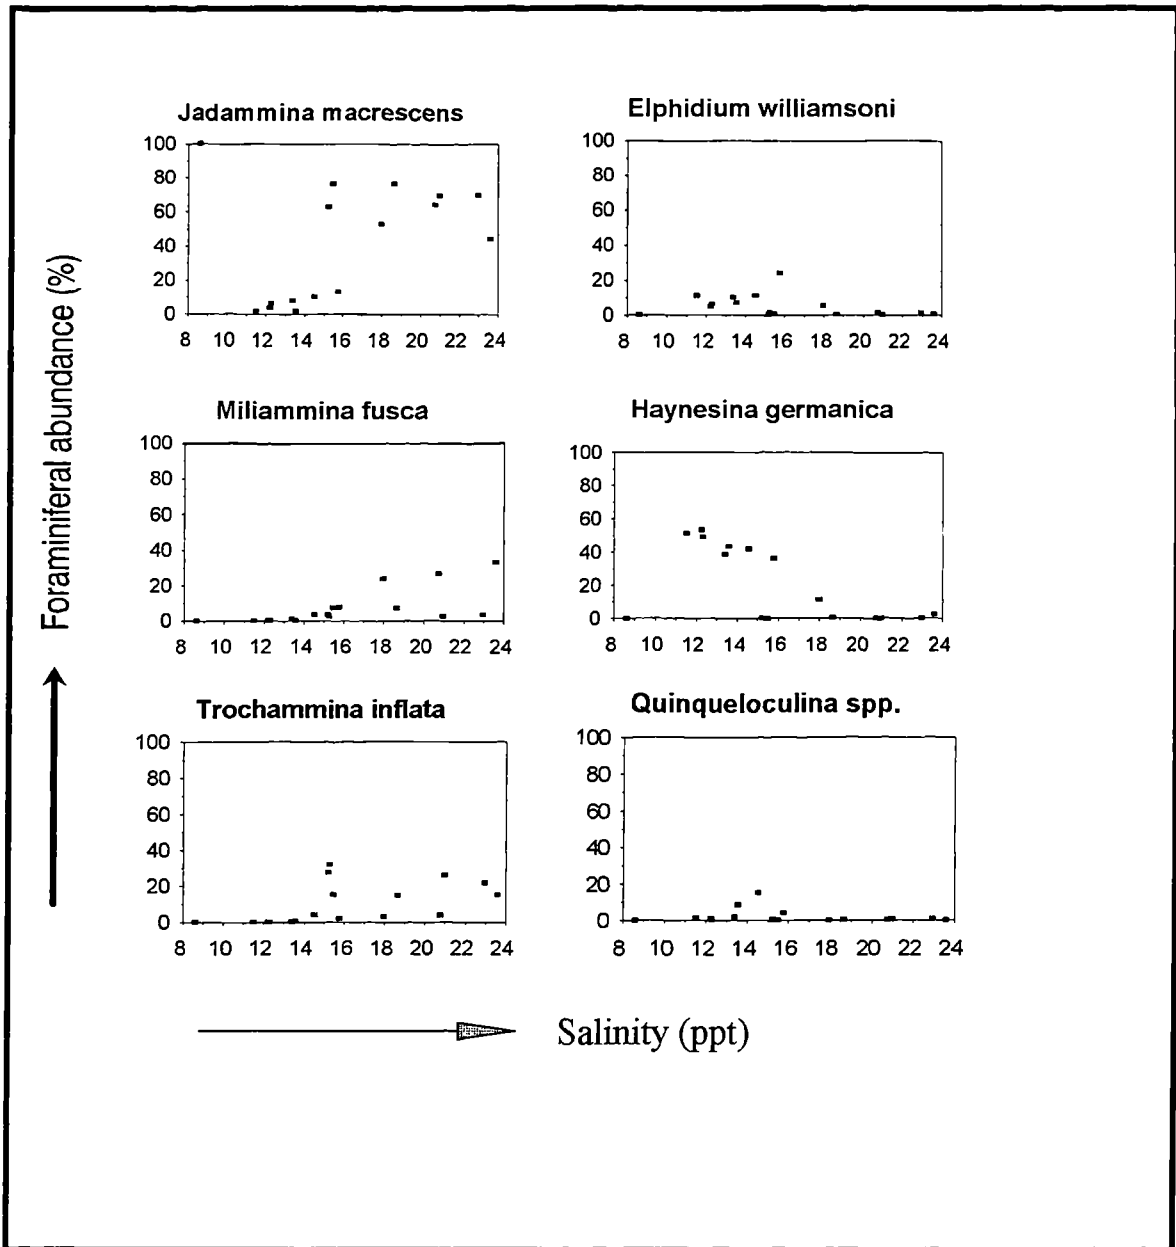 Foraminiferal abundance (%)
Jadammina macrescens
100
80
60
40
20
0
8 10 12 14 16 18 20 22 24
Elphidium williamsoni
100
80
60
40
20
0
8 10 12 14 16 18 20 22 24
Miliammina fusca
100
80
60
40
20
0
8 10 12 14 16 18 20 22 24
Haynesina germanica
100
80
60
40
20
0
8 10 12 14 16 18 20 22 24
Trochammina inflata
100
80
60
40
20
0
8 10 12 14 16 18 20 22 24
Quinqueloculina spp.
100
80
60
40
20
0
8 10 12 14 16 18 20 22 24
Salinity (ppt)